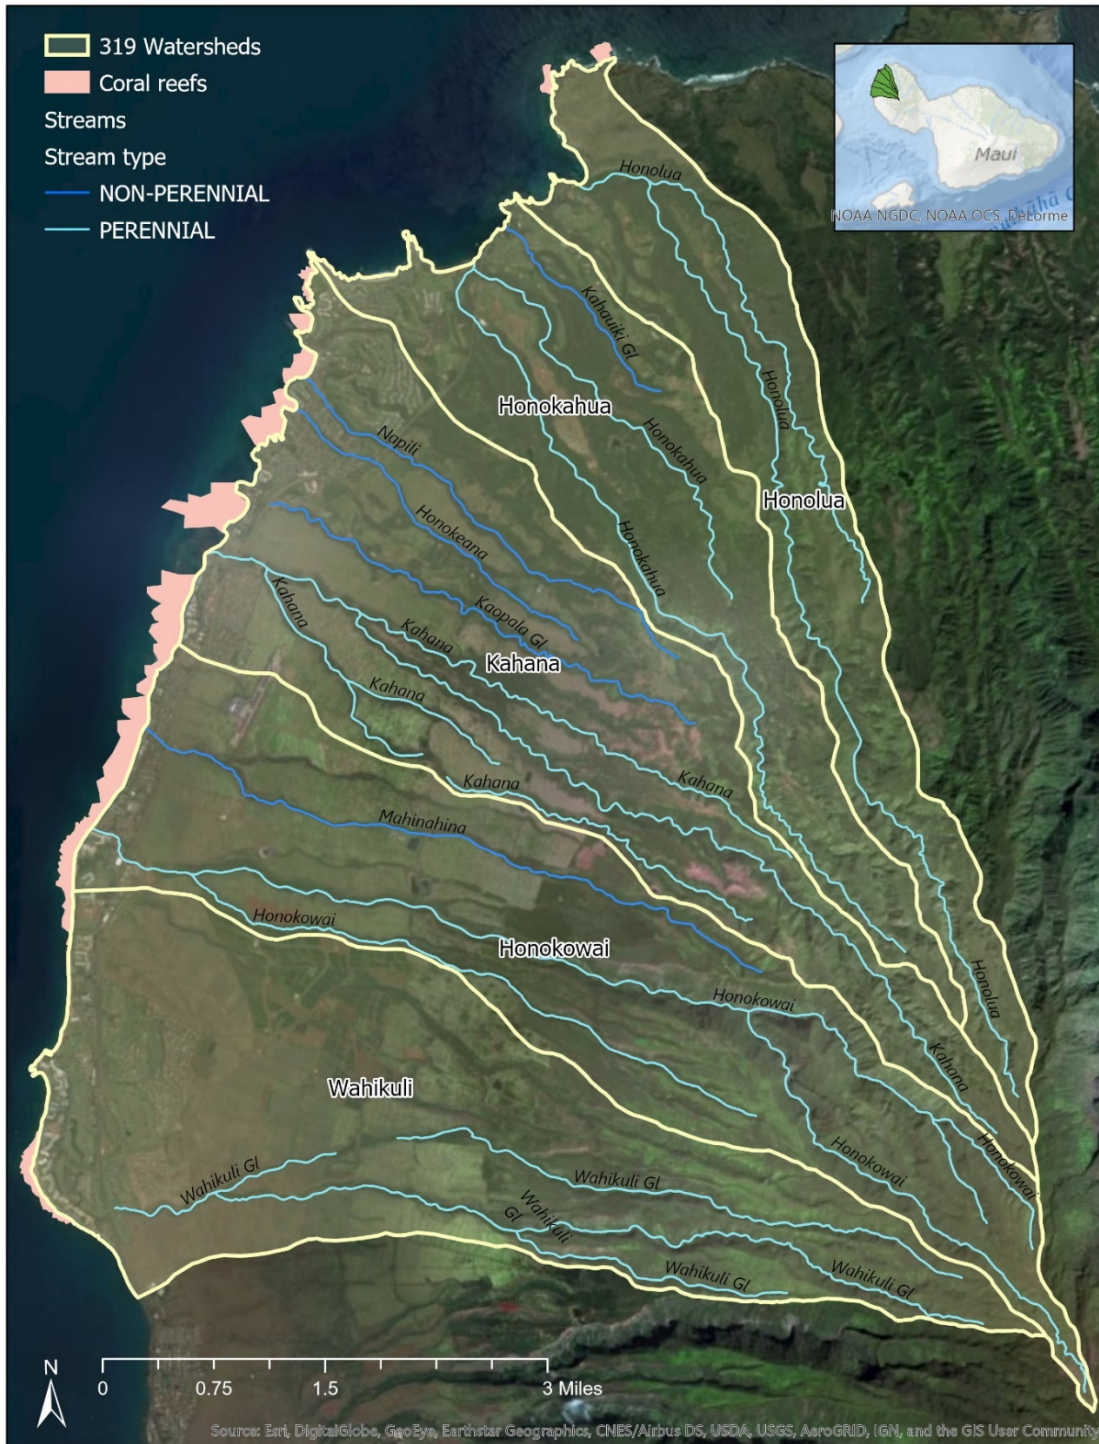 319 Watersheds
Coral reefs
Streams
Stream type
NON-PERENNIAL
PERENNIAL
Maui
NOAA NGDC, NOAA OCS, DeLorme
Honolua
Kahauiki Gl
Honokahua
Honolua
Napili
Honokahua
Honolua
Honokeana
Honokahua
Kahana
Kaopala Gl
Kahana
Kahana
Kahana
Kahana
Kahana
Mahinahina
Honokowai
Honokowai
Honokowai
Honolua
Kahana
Wahikuli
Honokowai
Honokowai
Wahikuli Gl
Wahikuli Gl
Wahikuli
Gl
Wahikuli Gl
Wahikuli Gl
N
0 0.75 1.5 3 Miles
Source: Esri, DigitalGlobe, GeoEye, Earthstar Geographics, CNES/Airbus DS, USDA, USGS, AeroGRID, IGN, and the GIS User Community